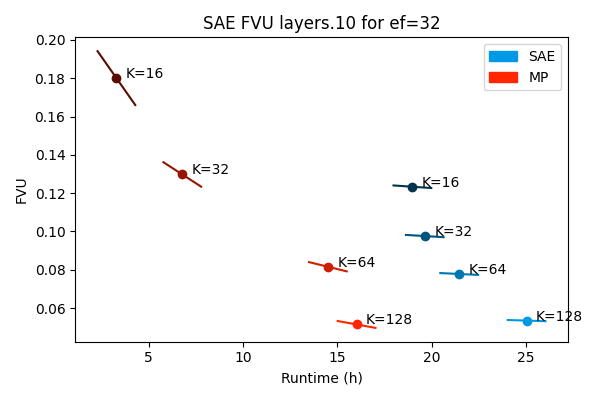 SAE FVU layers.10 for ef=32
0.20
0.18
0.16
0.14
0.12
0.10
0.08
0.06
FVU
SAE
MP
K=16
K=32
K=64
K=128
K=16
K=32
K=64
K=128
5
10
15
20
25
Runtime (h)